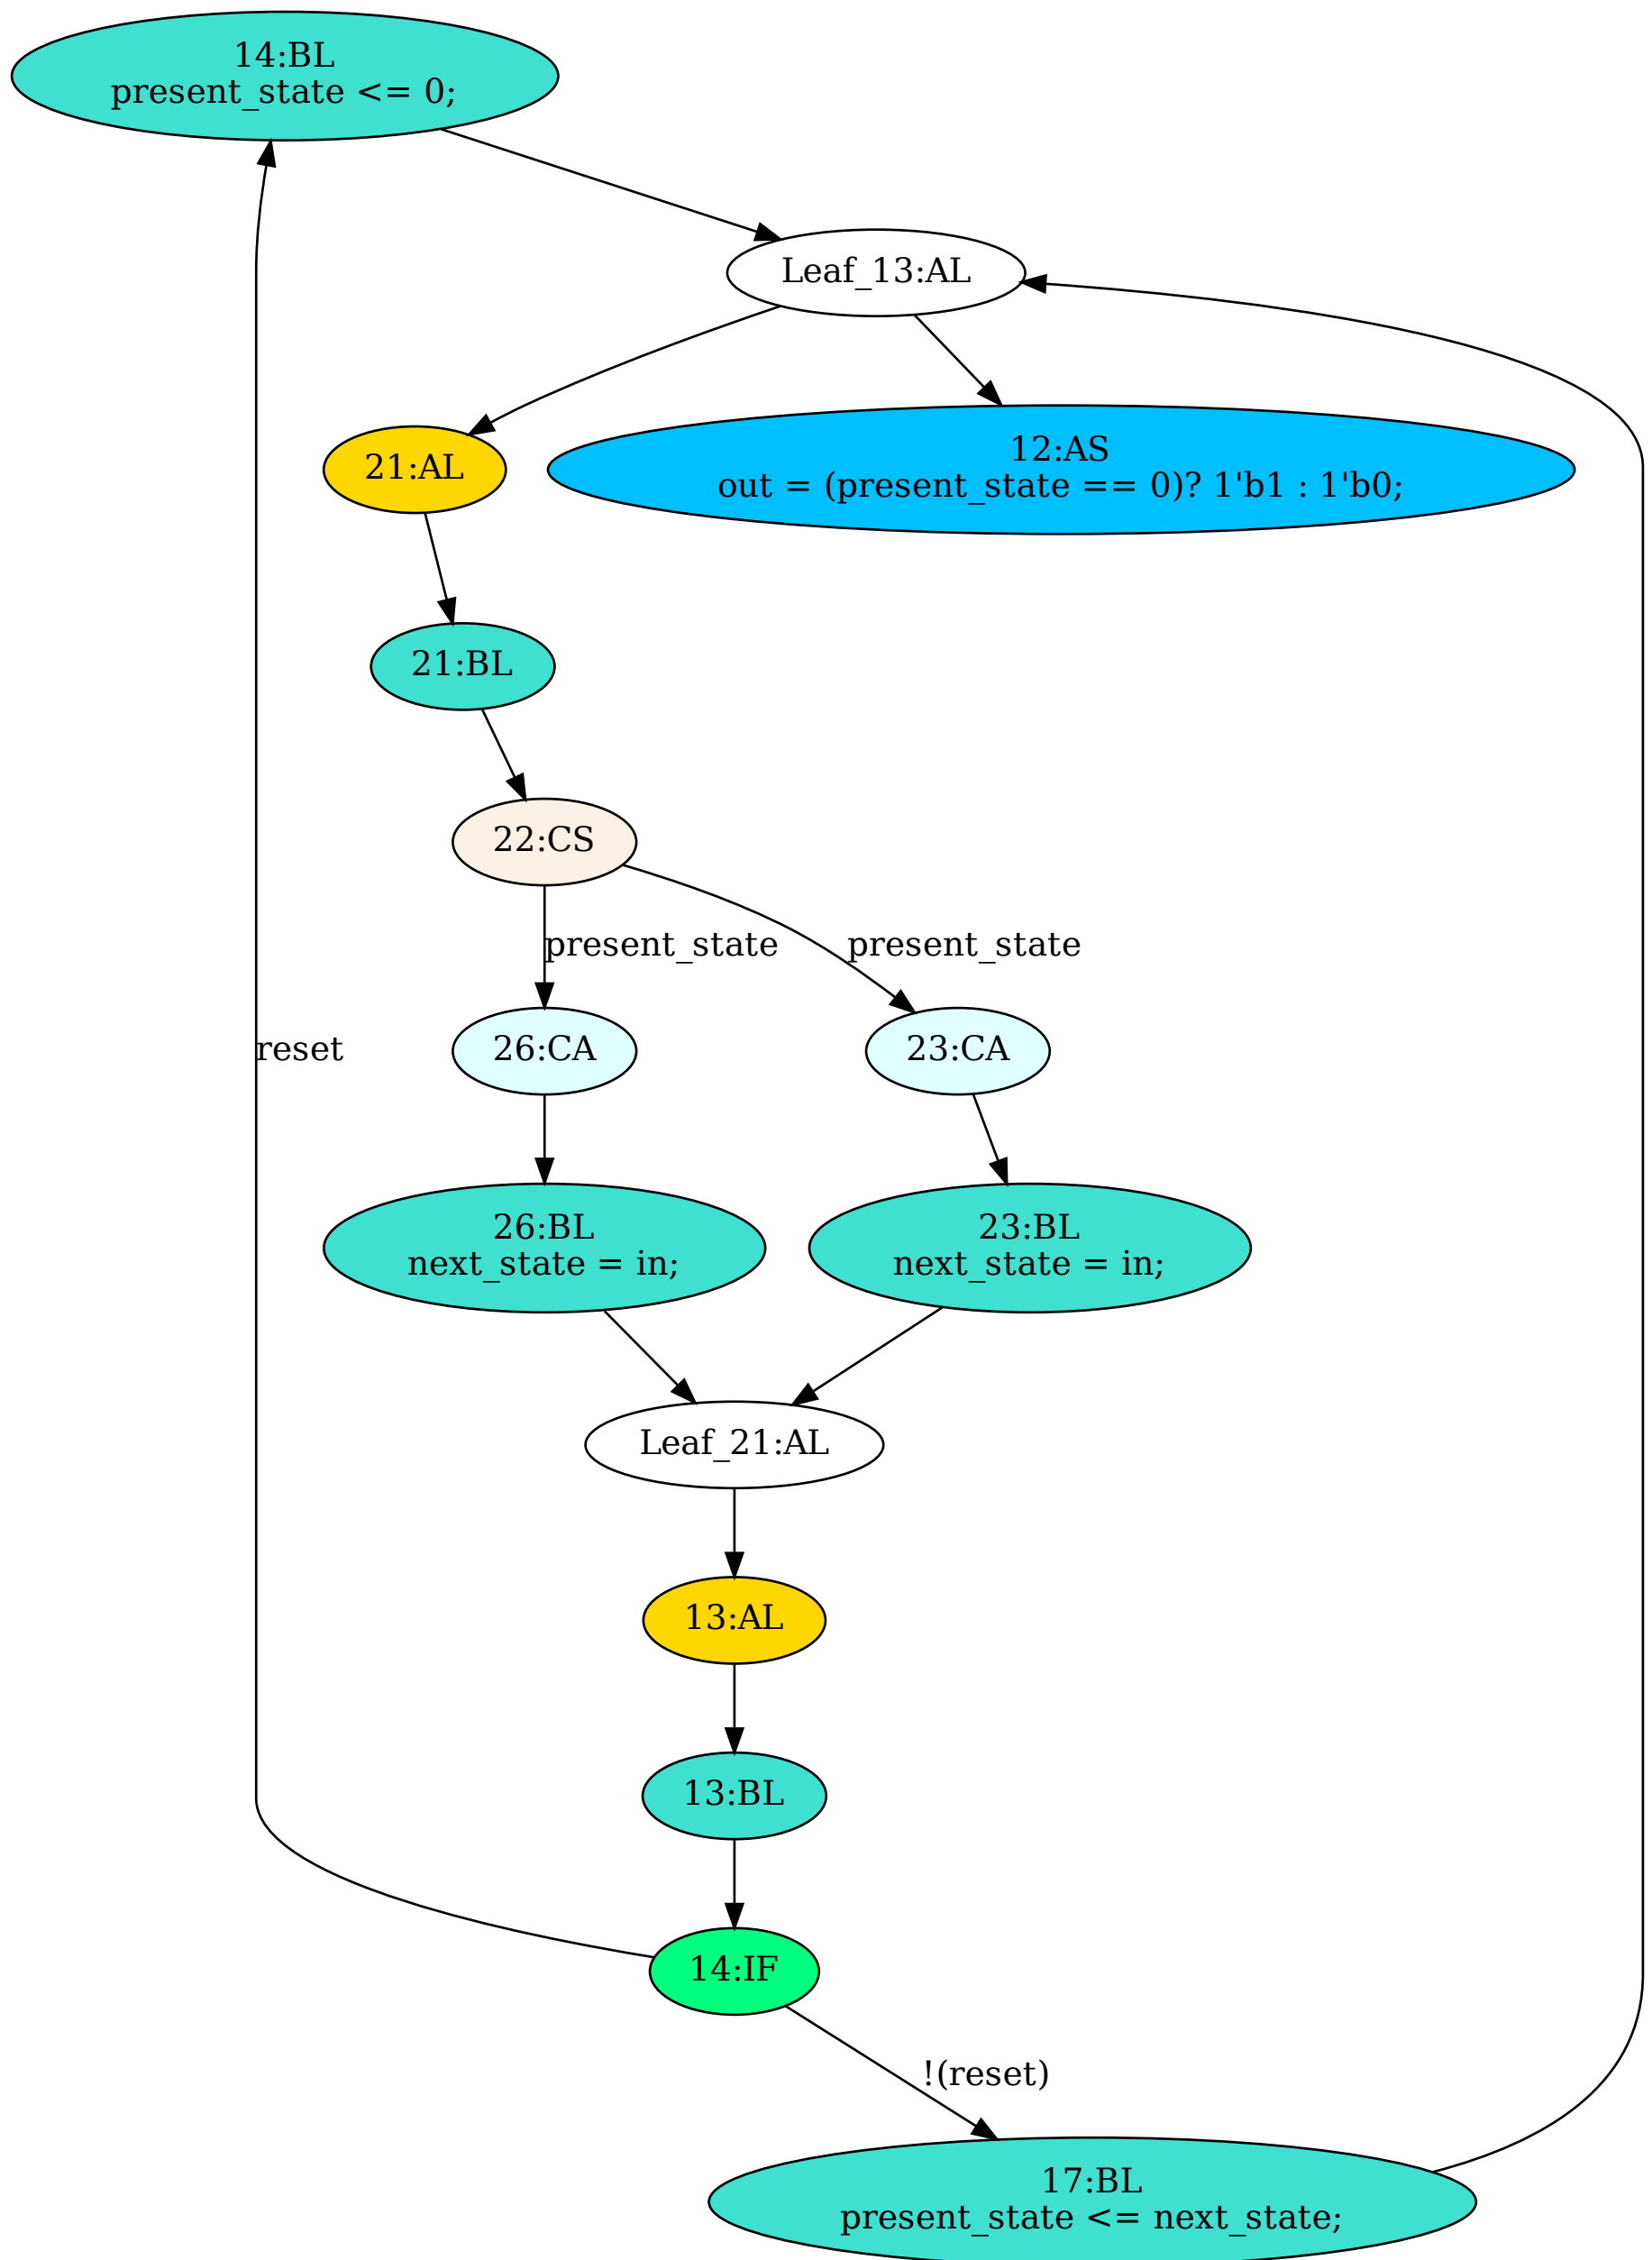 14:BL
present_state <= 0;
Leaf_13:AL
21:AL
12:AS
out = (present_state == 0)? 1'b1 : 1'b0;
21:BL
22:CS
present_state
present_state
reset
26:CA
23:CA
26:BL
next_state = in;
23:BL
next_state = in;
Leaf_21:AL
13:AL
13:BL
14:IF
!(reset)
17:BL
present_state <= next_state;